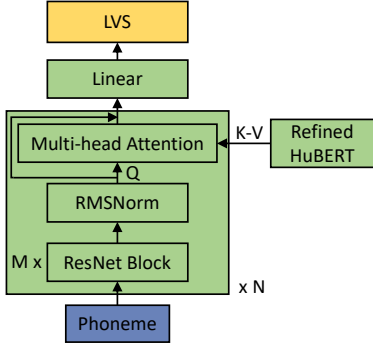 LVS
Linear
Multi-head Attention
K-V
Refined
HuBERT
Q
RMSNorm
M x
ResNet Block
x N
Phoneme